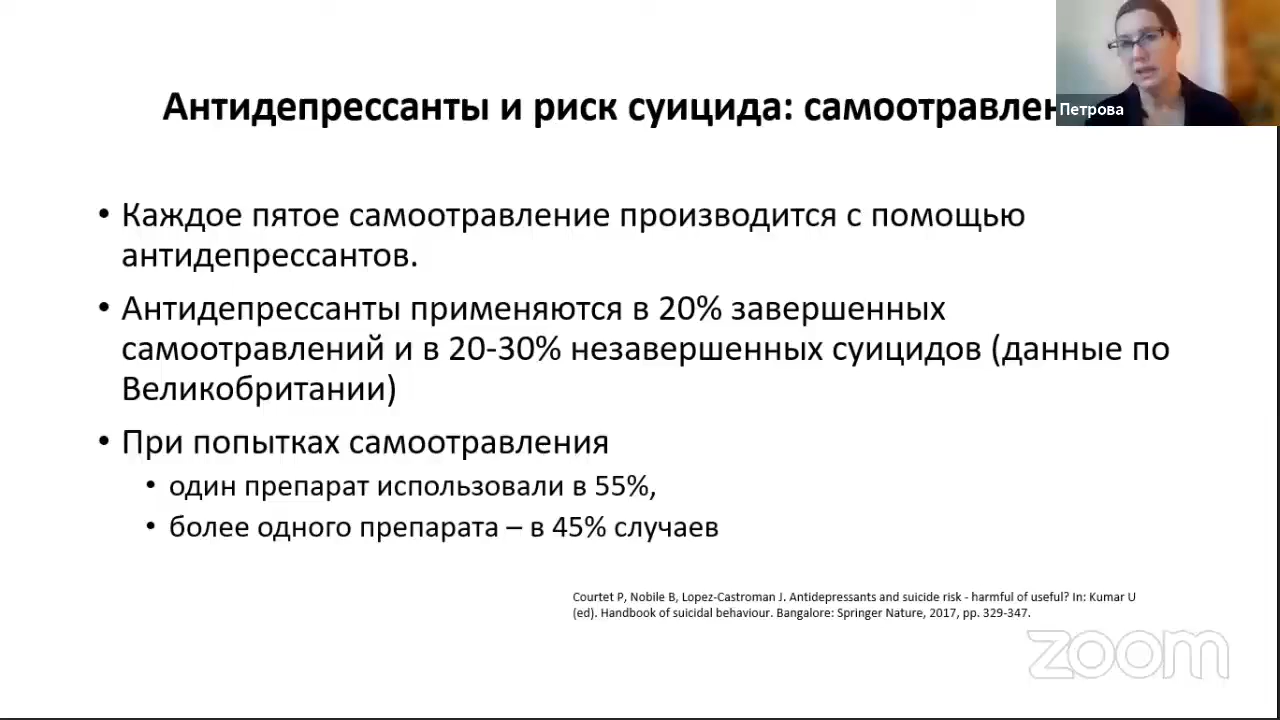 Антидепрессанты и риск суицида:
Петрова
• Каждое пятое самоотравление производится с помощью
антидепрессантов.
• Антидепрессанты применяются в 20% завершенных
самоотравлений и в 20-30% незавершенных суицидов (данные по
Великобритании)
• При попытках самоотравления
• один препарат использовали в 55%,
• более одного препарата – в 45% случаев
Courtet P, Nobile B, Lopez-Castroman J. Antidepressants and suicide risk - harmful of useful? In: Kumar U
(ed). Handbook of suicidal behaviour. Bangalore: Springer Nature, 2017, pp. 329-347.
zoom